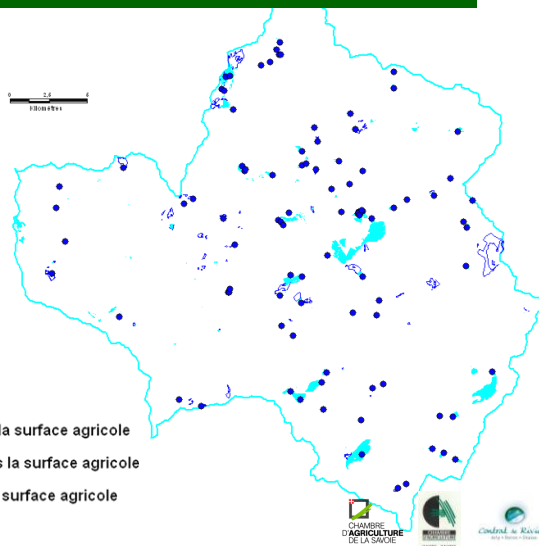 0 2,5 5
Kilomètres
la surface agricole
s la surface agricole
surface agricole
CHAMBRE
D'AGRICULTURE
DE LA SAVOIE
Contrat de Riviè